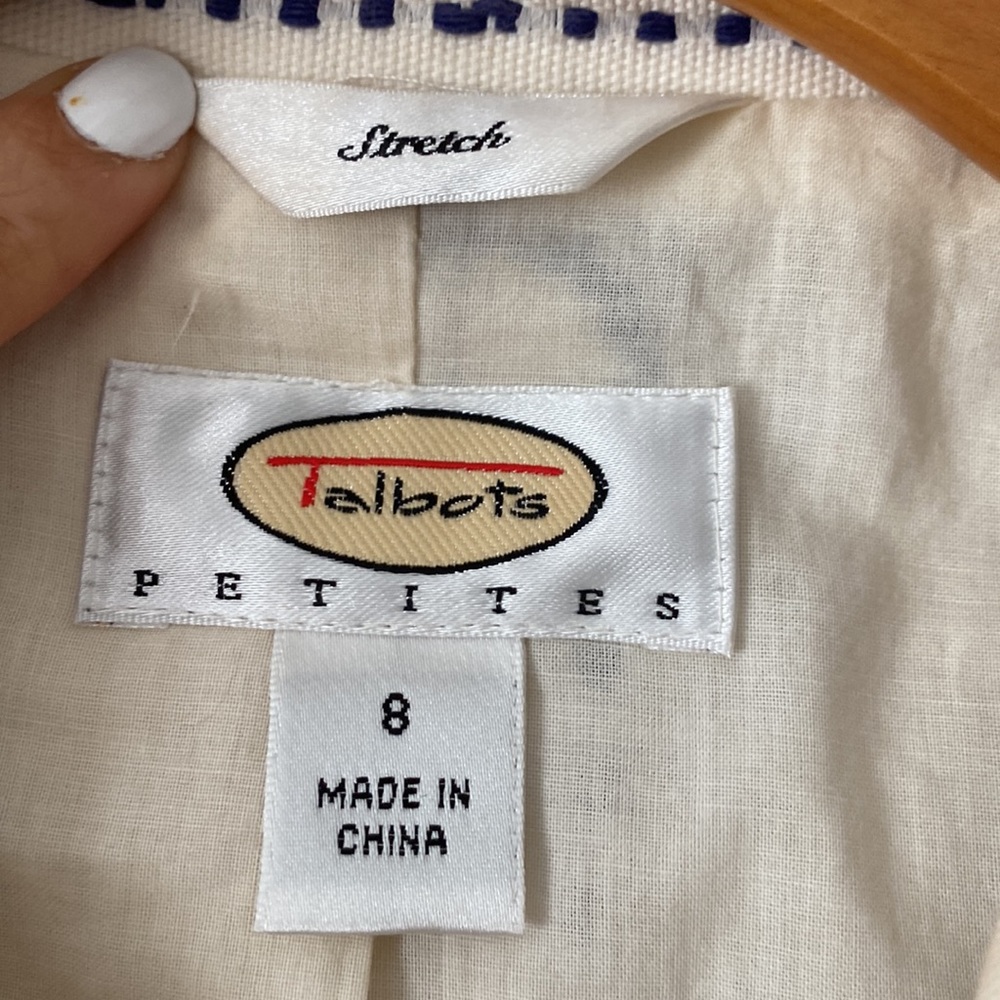 Stretch
Talbots
PETITES
8
MADE IN
CHINA